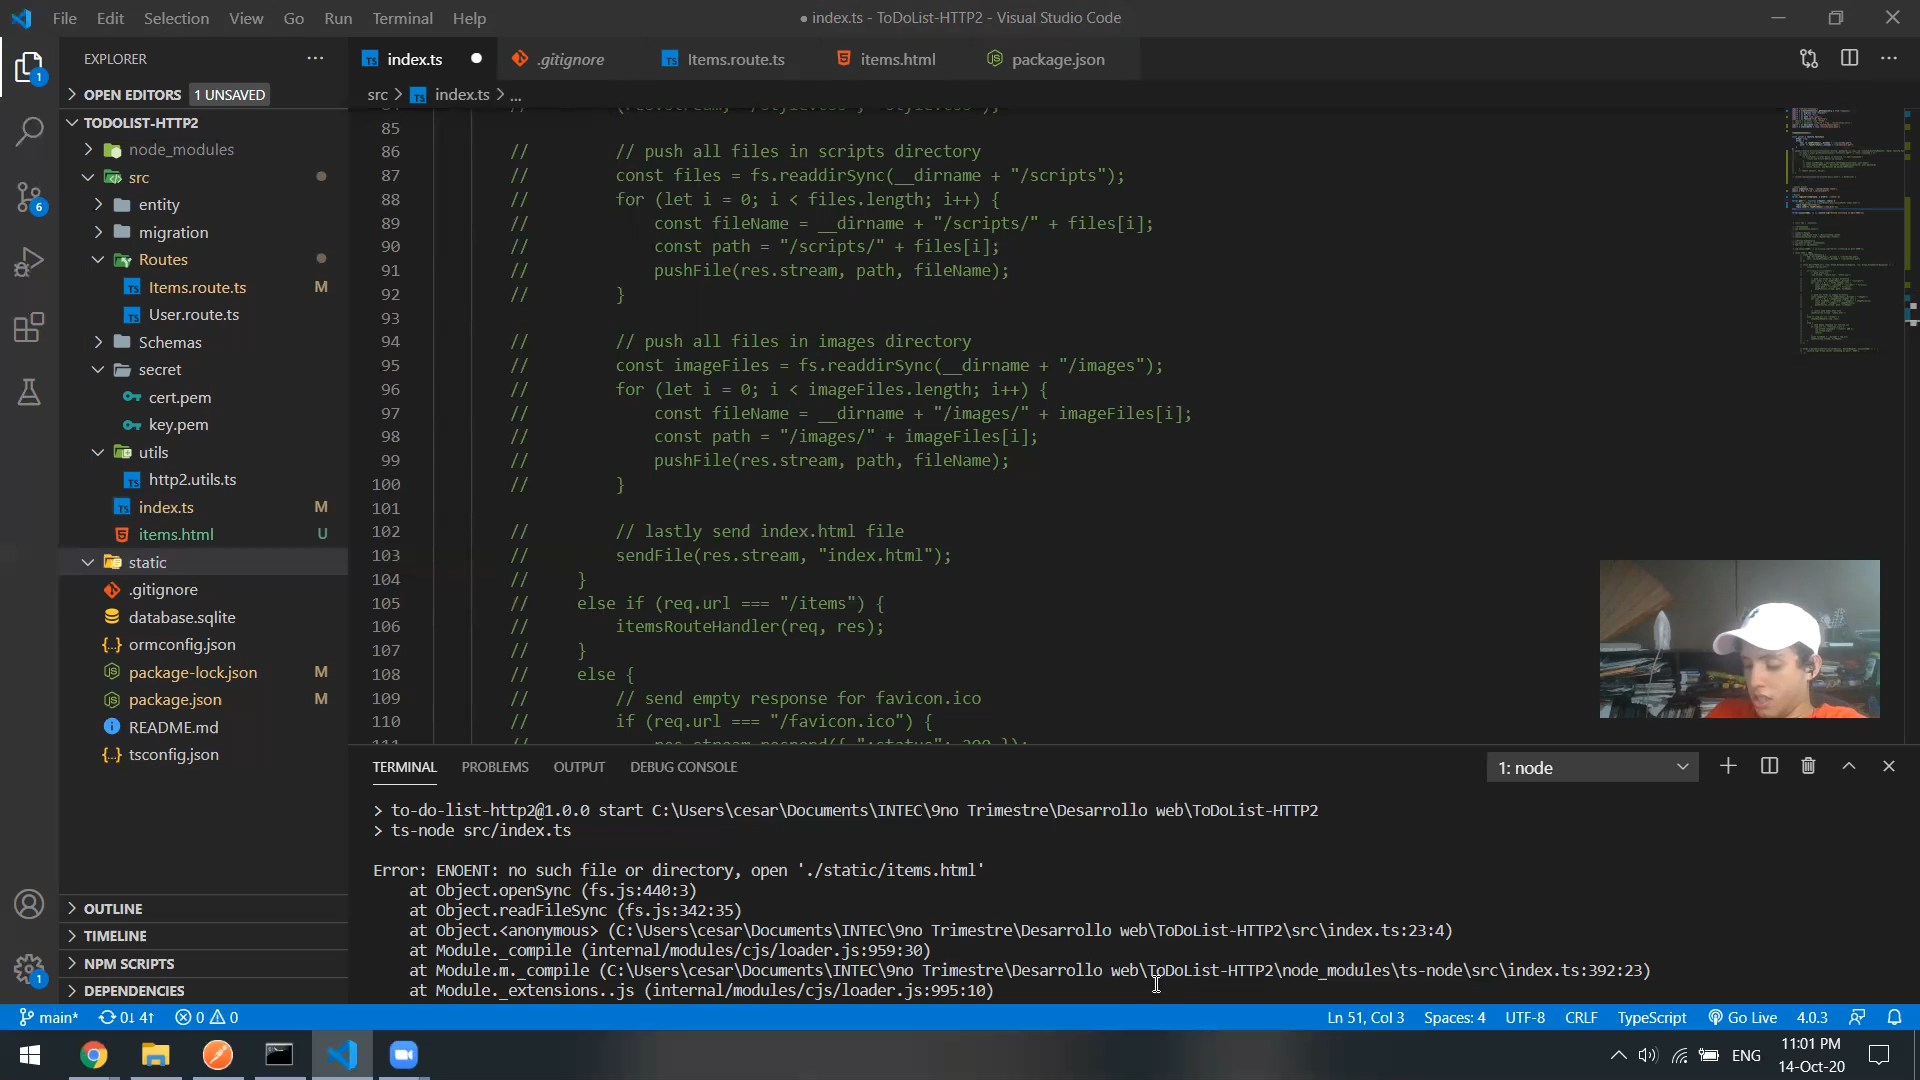 File Edit Selection View Go Run Terminal Help
● index.ts - ToDoList-HTTP2 - Visual Studio Code
EXPLORER
index.ts
.gitignore
Items.route.ts
items.html
package.json
OPEN EDITORS 1 UNSAVED
src > index.ts > ...
TODOLIST-HTTP2
node_modules
src
entity
migration
Routes
Items.route.ts M
User.route.ts
Schemas
secret
cert.pem
key.pem
utils
http2.utils.ts
index.ts M
items.html U
static
.gitignore
database.sqlite
ormconfig.json
package-lock.json M
package.json M
README.md
tsconfig.json
OUTLINE
TIMELINE
NPM SCRIPTS
DEPENDENCIES
85
86 // // push all files in scripts directory
87 // const files = fs.readdirSync(__dirname + "/scripts");
88 // for (let i = 0; i < files.length; i++) {
89 // const fileName = __dirname + "/scripts/" + files[i];
90 // const path = "/scripts/" + files[i];
91 // pushFile(res.stream, path, fileName);
92 // }
93
94 // // push all files in images directory
95 // const imageFiles = fs.readdirSync(__dirname + "/images");
96 // for (let i = 0; i < imageFiles.length; i++) {
97 // const fileName = __dirname + "/images/" + imageFiles[i];
98 // const path = "/images/" + imageFiles[i];
99 // pushFile(res.stream, path, fileName);
100 // }
101
102 // // lastly send index.html file
103 // sendFile(res.stream, "index.html");
104 // }
105 // else if (req.url === "/items") {
106 // itemsRouteHandler(req, res);
107 // }
108 // else {
109 // // send empty response for favicon.ico
110 // if (req.url === "/favicon.ico") {
TERMINAL PROBLEMS OUTPUT DEBUG CONSOLE
1: node
> to-do-list-http2@1.0.0 start C:\Users\cesar\Documents\INTEC\9no Trimestre\Desarrollo web\ToDoList-HTTP2
> ts-node src/index.ts
Error: ENOENT: no such file or directory, open './static/items.html'
at Object.openSync (fs.js:440:3)
at Object.readFileSync (fs.js:342:35)
at Object.<anonymous> (C:\Users\cesar\Documents\INTEC\9no Trimestre\Desarrollo web\ToDoList-HTTP2\src\index.ts:23:4)
at Module._compile (internal/modules/cjs/loader.js:959:30)
at Module.m._compile (C:\Users\cesar\Documents\INTEC\9no Trimestre\Desarrollo web\ToDoList-HTTP2\node_modules\ts-node\src\index.ts:392:23)
at Module._extensions..js (internal/modules/cjs/loader.js:995:10)
main* 0↓ 4↑ 0 0
Ln 51, Col 3 Spaces: 4 UTF-8 CRLF TypeScript Go Live 4.0.3
ENG
11:01 PM
14-Oct-20